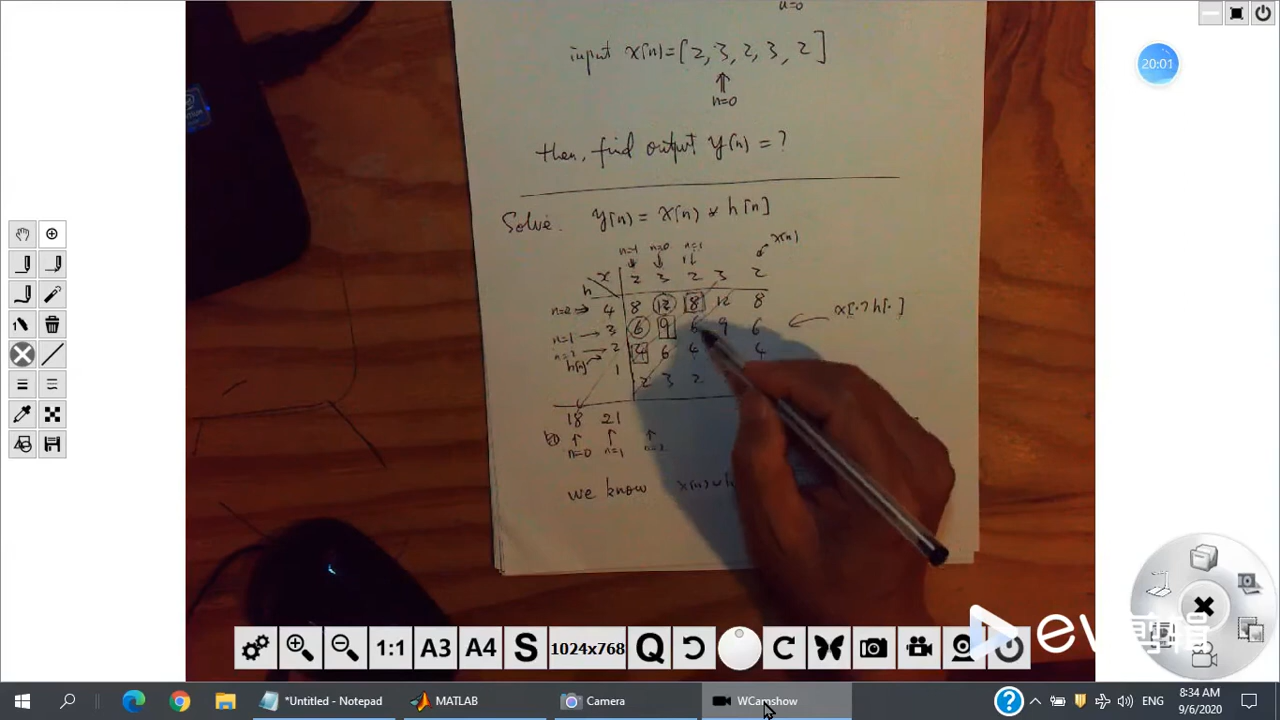 n=0
20:01
input x[n]=[2, 3, 2, 3, 2]
n=0
then, find output y[n] = ?
Solve. y[n] = x[n] * h[n]
x[n]
n=0
x 2 3 2 3 2
h
4 8 12 8 12 8
x[·]h[·]
n=1 3 6 9 6 9 6
2 4 6 4 4
h[n]
1 2 3 2
18 21
n=0 n=1 n=2
we know
1:1
A3
A4
S
1024x768
Q
*Untitled - Notepad
MATLAB
Camera
WCamshow
ENG
8:34 AM
9/6/2020